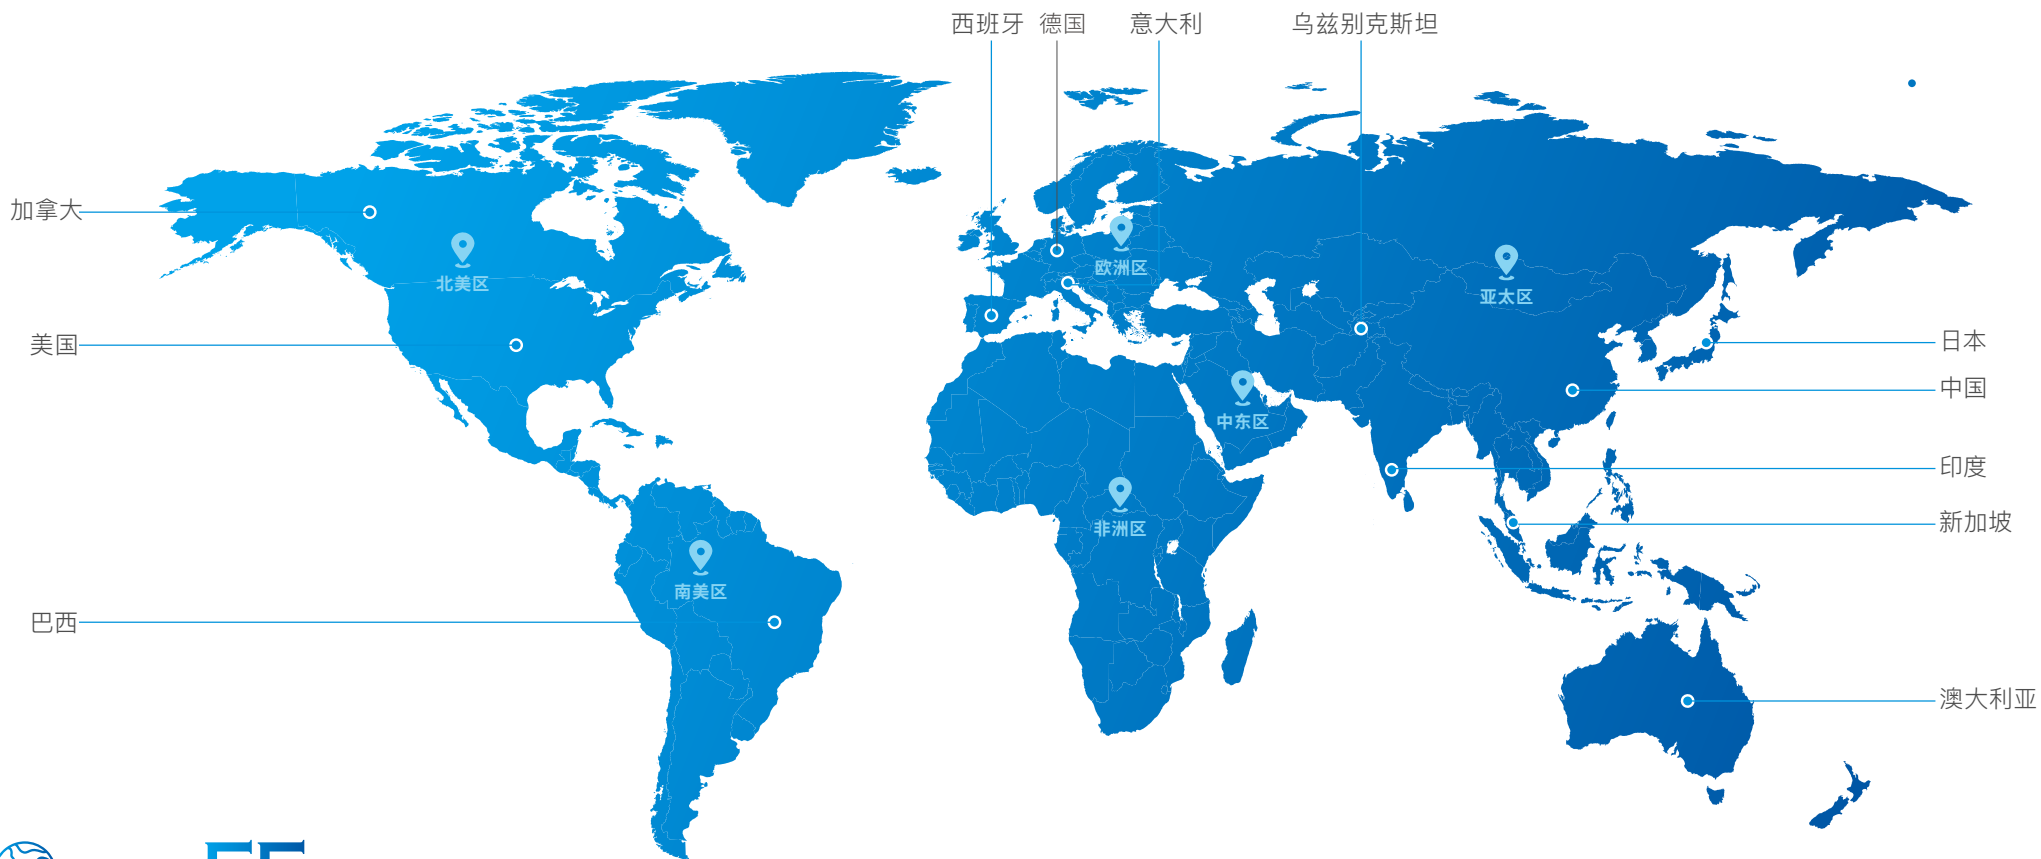 西班牙 德国 意大利 乌兹别克斯坦
加拿大
北美区
欧洲区
亚太区
美国
日本
中国
中东区
印度
非洲区
新加坡
南美区
巴西
澳大利亚